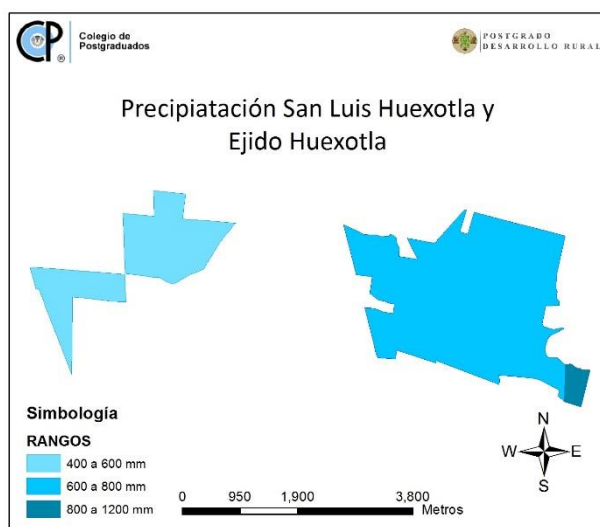 CP
®
Colegio de
Postgraduados
POSTGRADO
DESARROLLO RURAL
Precipiatación San Luis Huexotla y
Ejido Huexotla
Simbología
RANGOS
400 a 600 mm
600 a 800 mm
800 a 1200 mm
0 950 1,900 3,800
Metros
N
W E
S